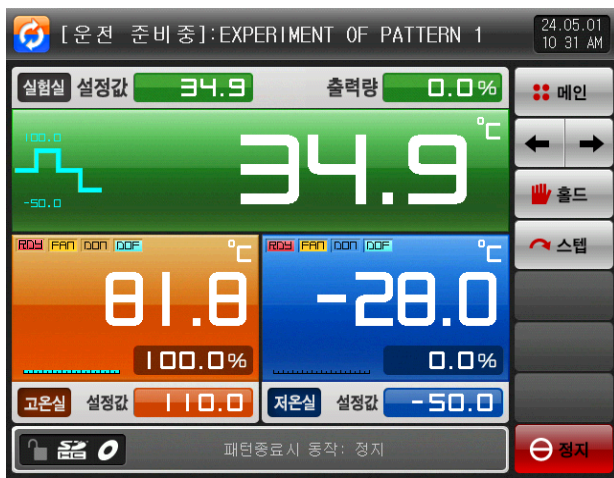 [운전 준비중]:EXPERIMENT OF PATTERN 1
24.05.01
10 31 AM
실험실 설정값 34.9 출력량 0.0%
메인
100.0
-50.0
34.9 °C
홀드
스텝
RDY FAN DON DOF °C
81.8
100.0%
RDY FAN DON DOF °C
-28.0
0.0%
고온실 설정값 110.0
저온실 설정값 -50.0
패턴종료시 동작: 정지
정지